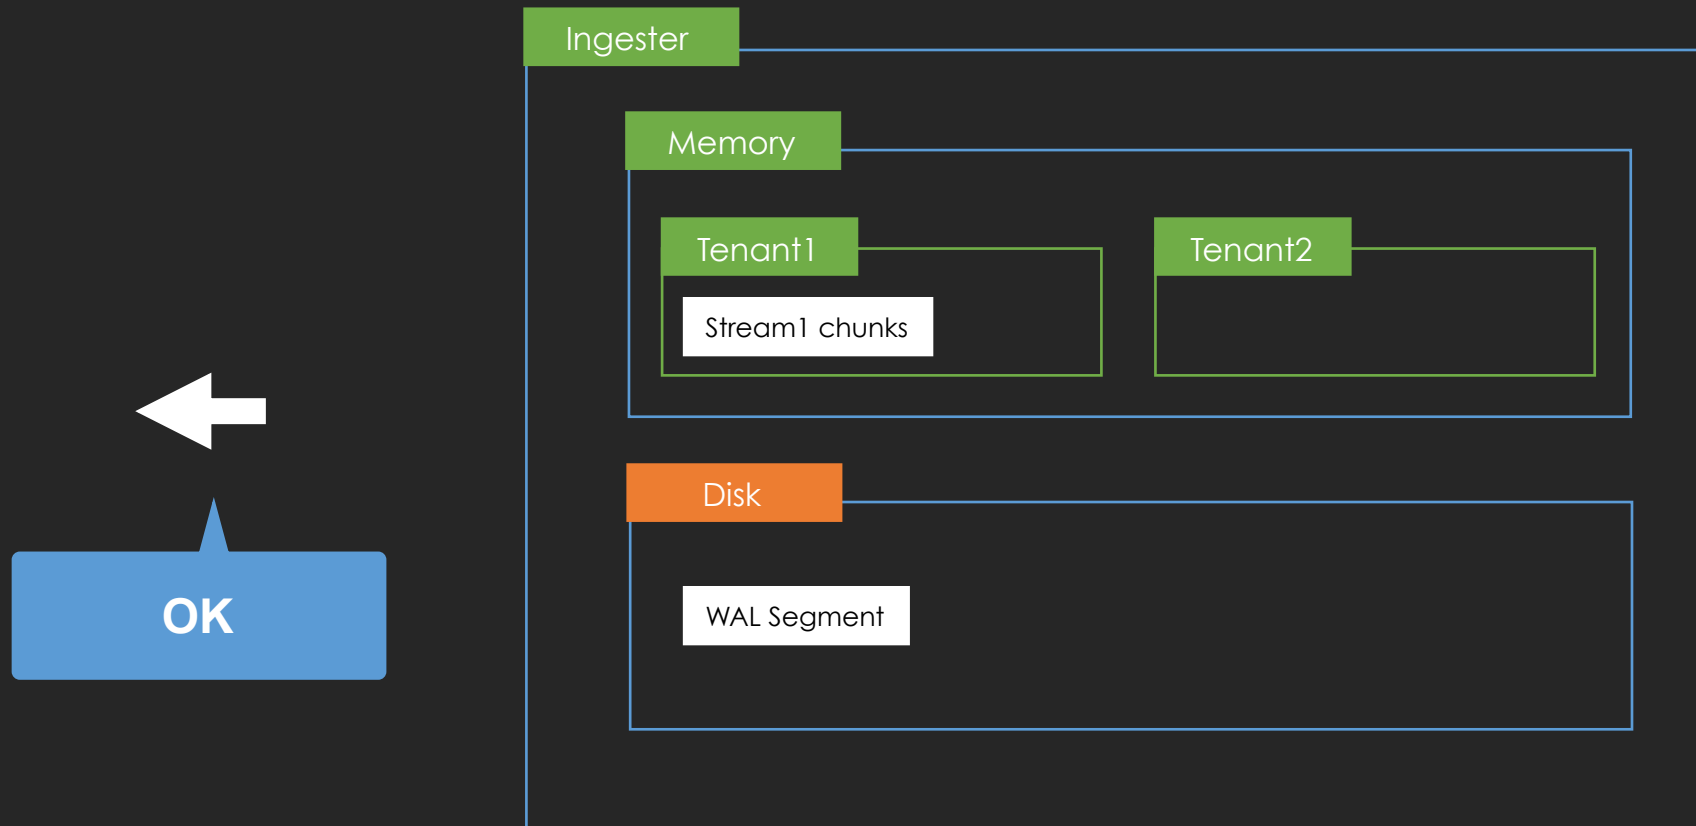 Ingester
Memory
Tenant1
Tenant2
Stream1 chunks
Disk
OK
WAL Segment